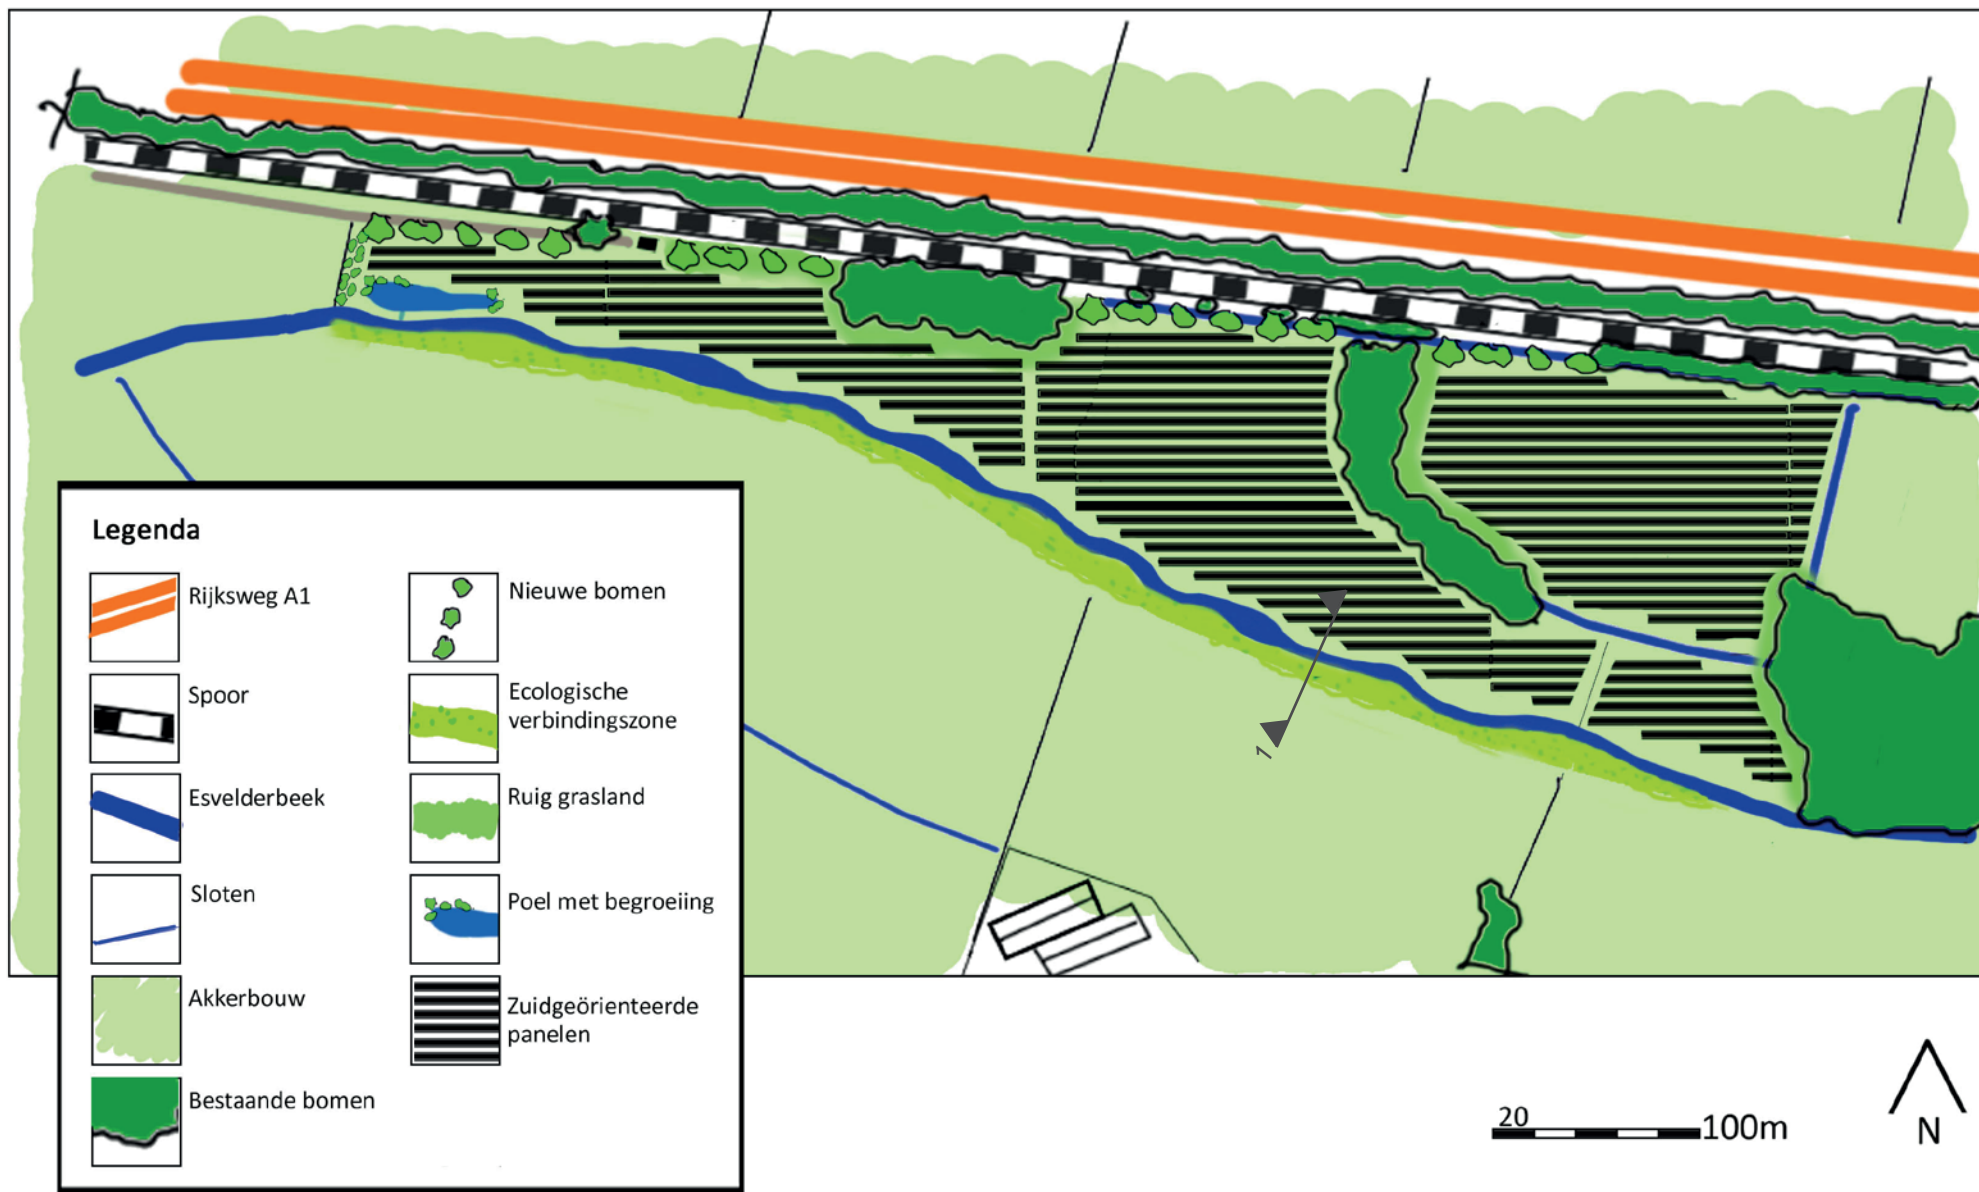 1
Legenda
Rijksweg A1
Spoor
Esvelderbeek
Sloten
Akkerbouw
Bestaande bomen
Nieuwe bomen
Ecologische
verbindingszone
Ruig grasland
Poel met begroeiing
Zuidgeörienteerde
panelen
20
100m
N